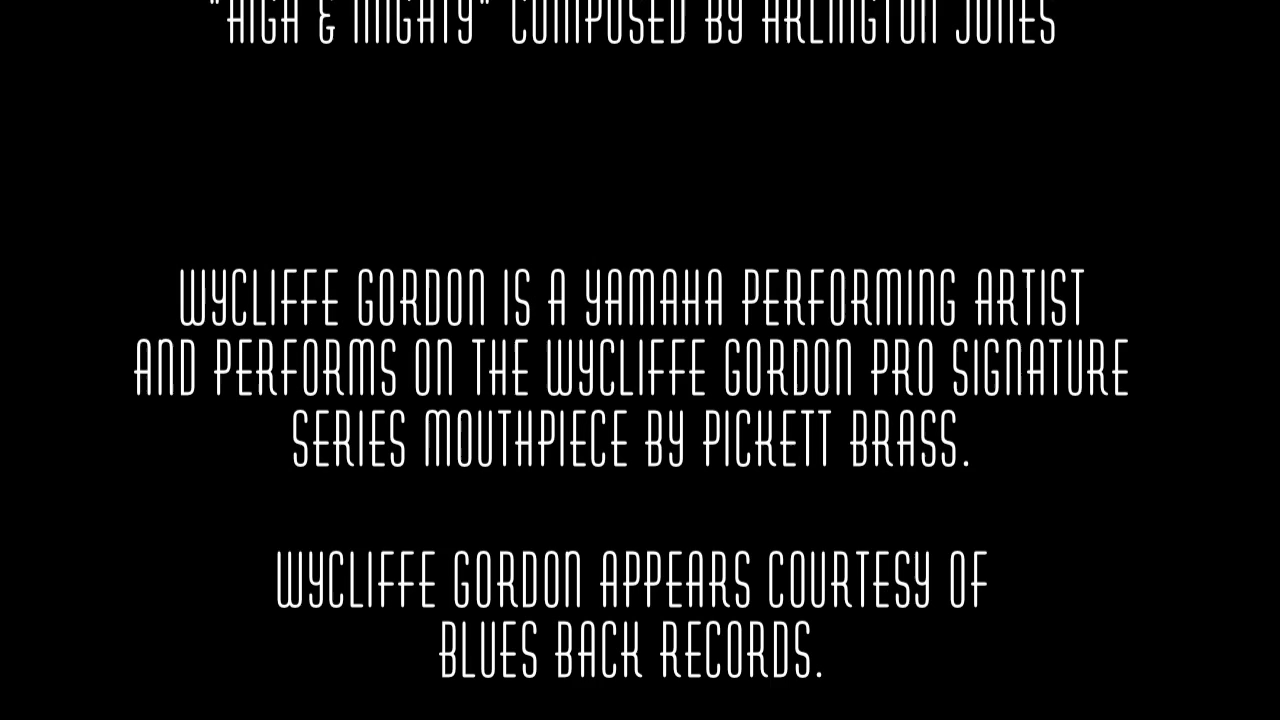 "HIGH & MIGHTY" COMPOSED BY ARLINGTON JONES
WYCLIFFE GORDON IS A YAMAHA PERFORMING ARTIST
AND PERFORMS ON THE WYCLIFFE GORDON PRO SIGNATURE
SERIES MOUTHPIECE BY PICKETT BRASS.
WYCLIFFE GORDON APPEARS COURTESY OF
BLUES BACK RECORDS.